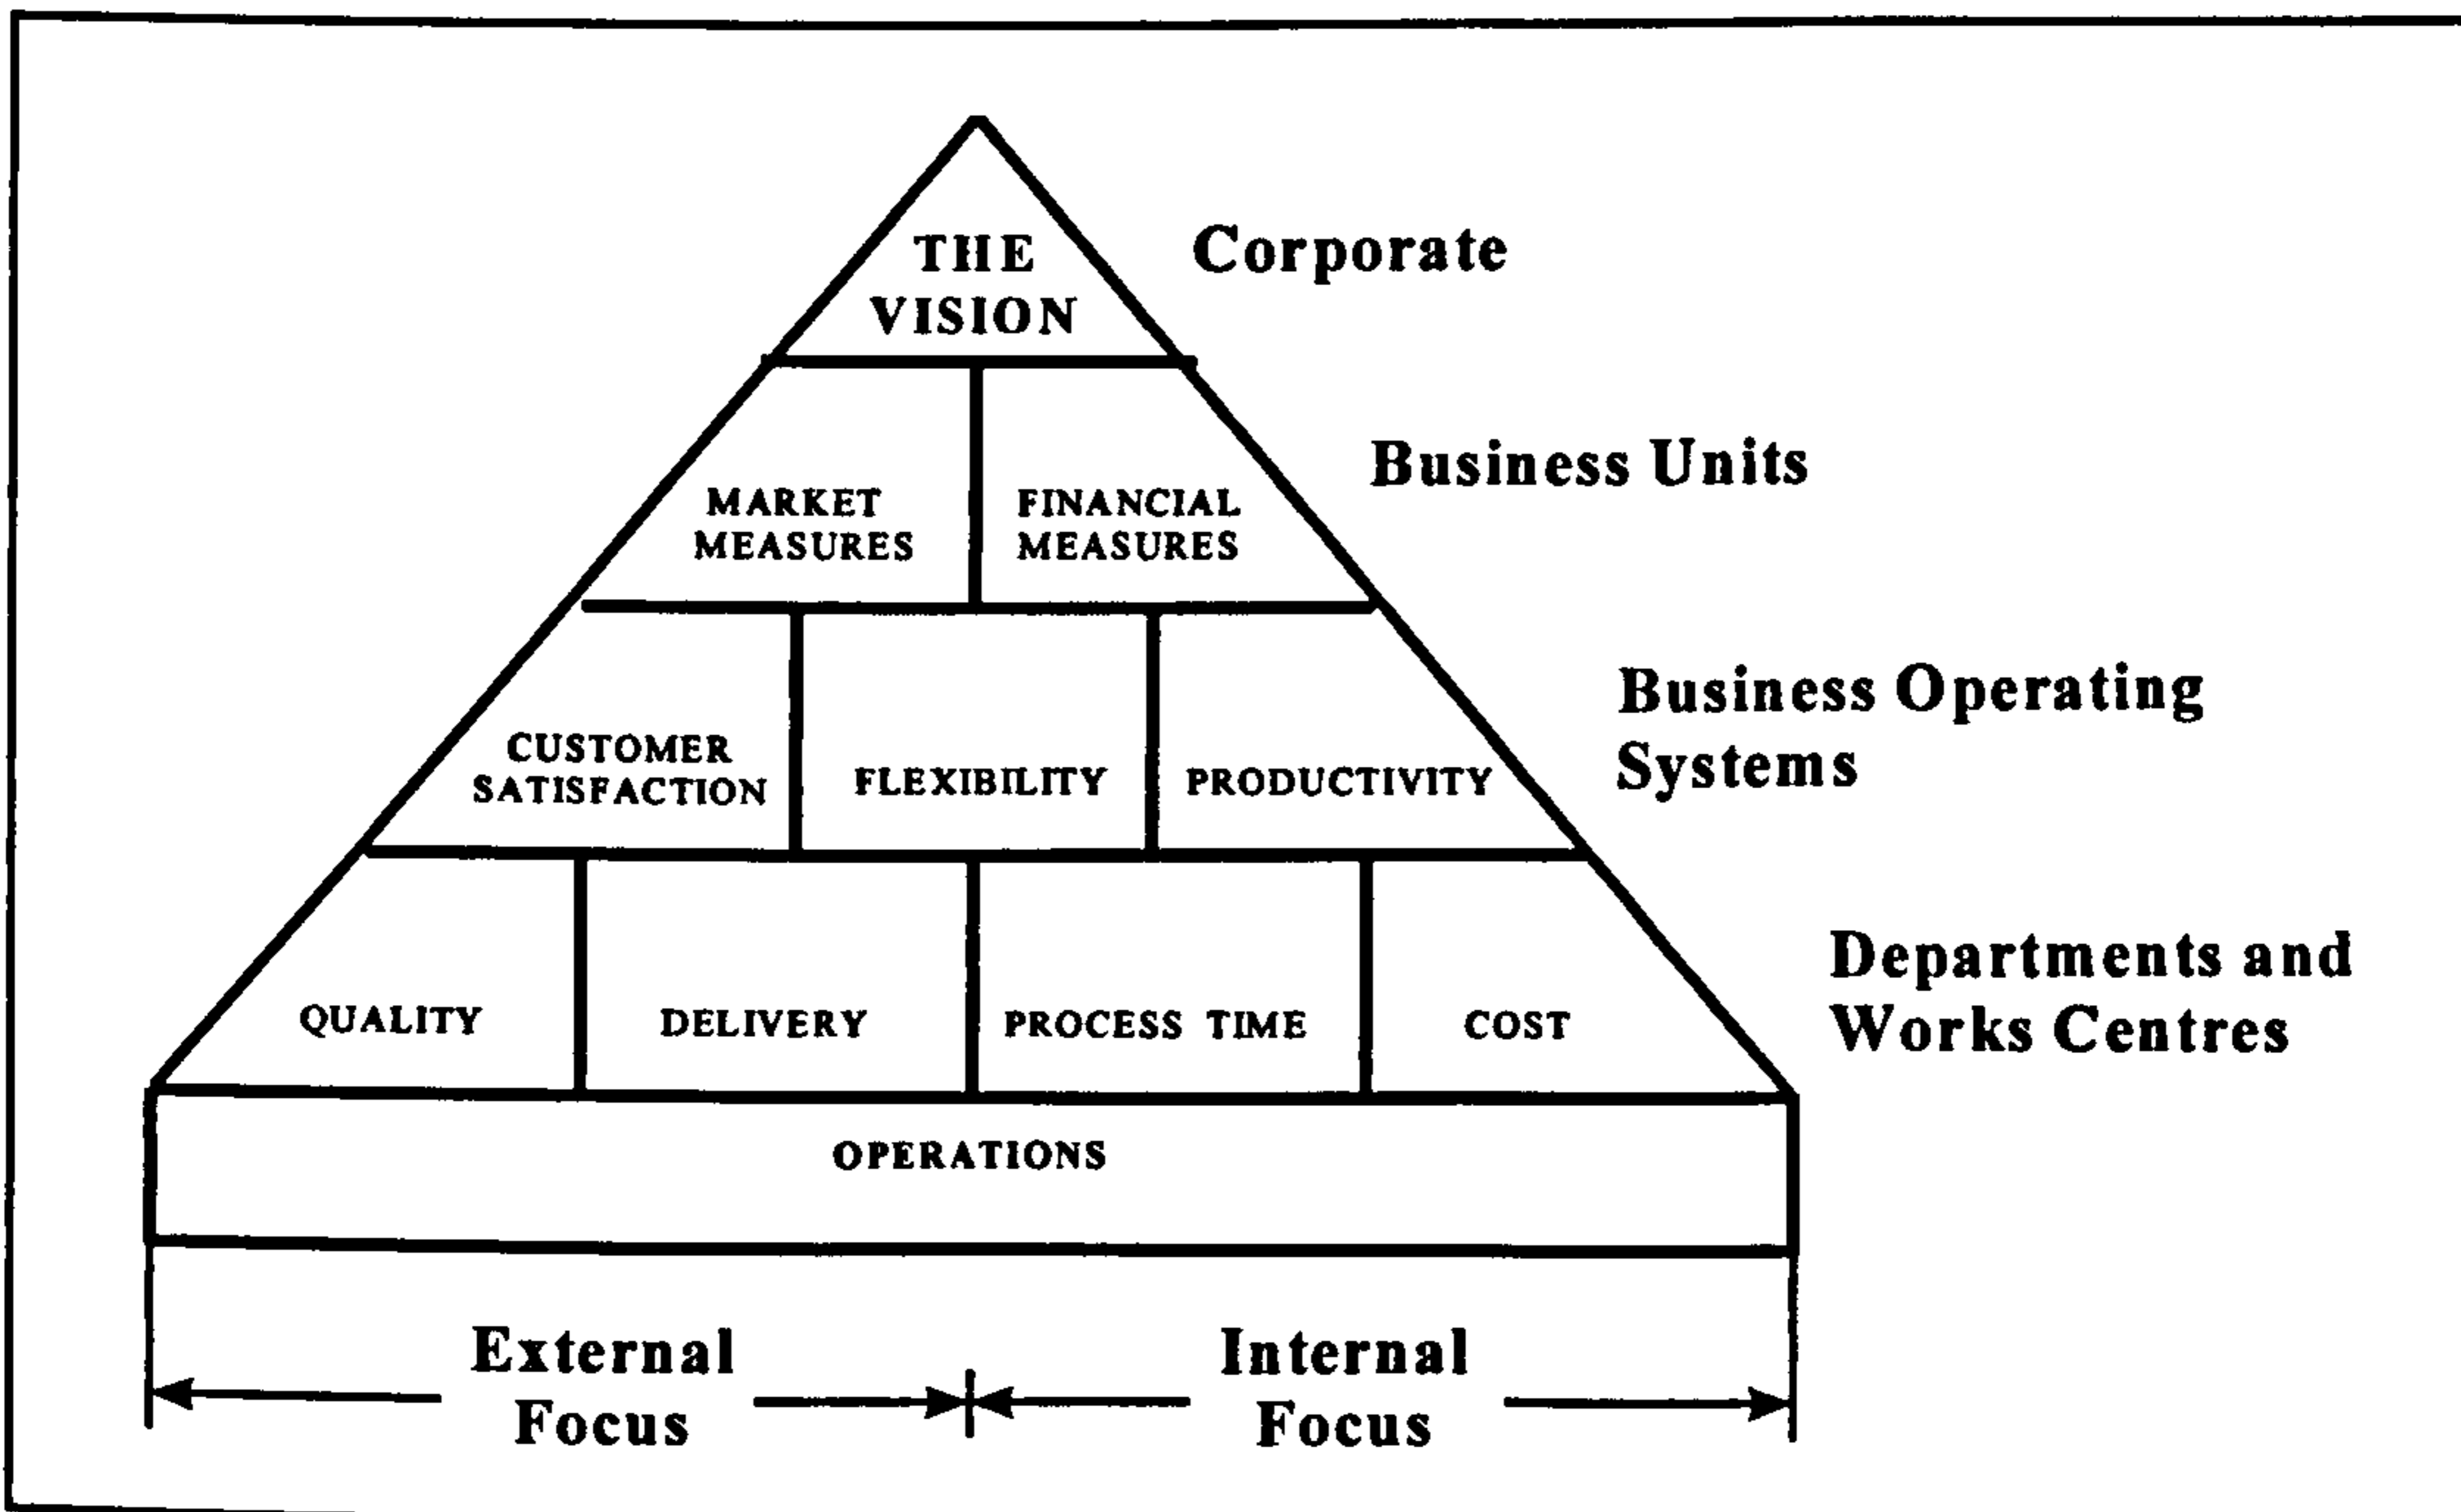 THE
VISION
Corporate
MARKET
MEASURES
FINANCIAL
MEASURES
Business Units
CUSTOMER
SATISFACTION
FLEXIBILITY
PRODUCTIVITY
Business Operating
Systems
QUALITY
DELIVERY
PROCESS TIME
COST
Departments and
Works Centres
OPERATIONS
External
Focus
Internal
Focus